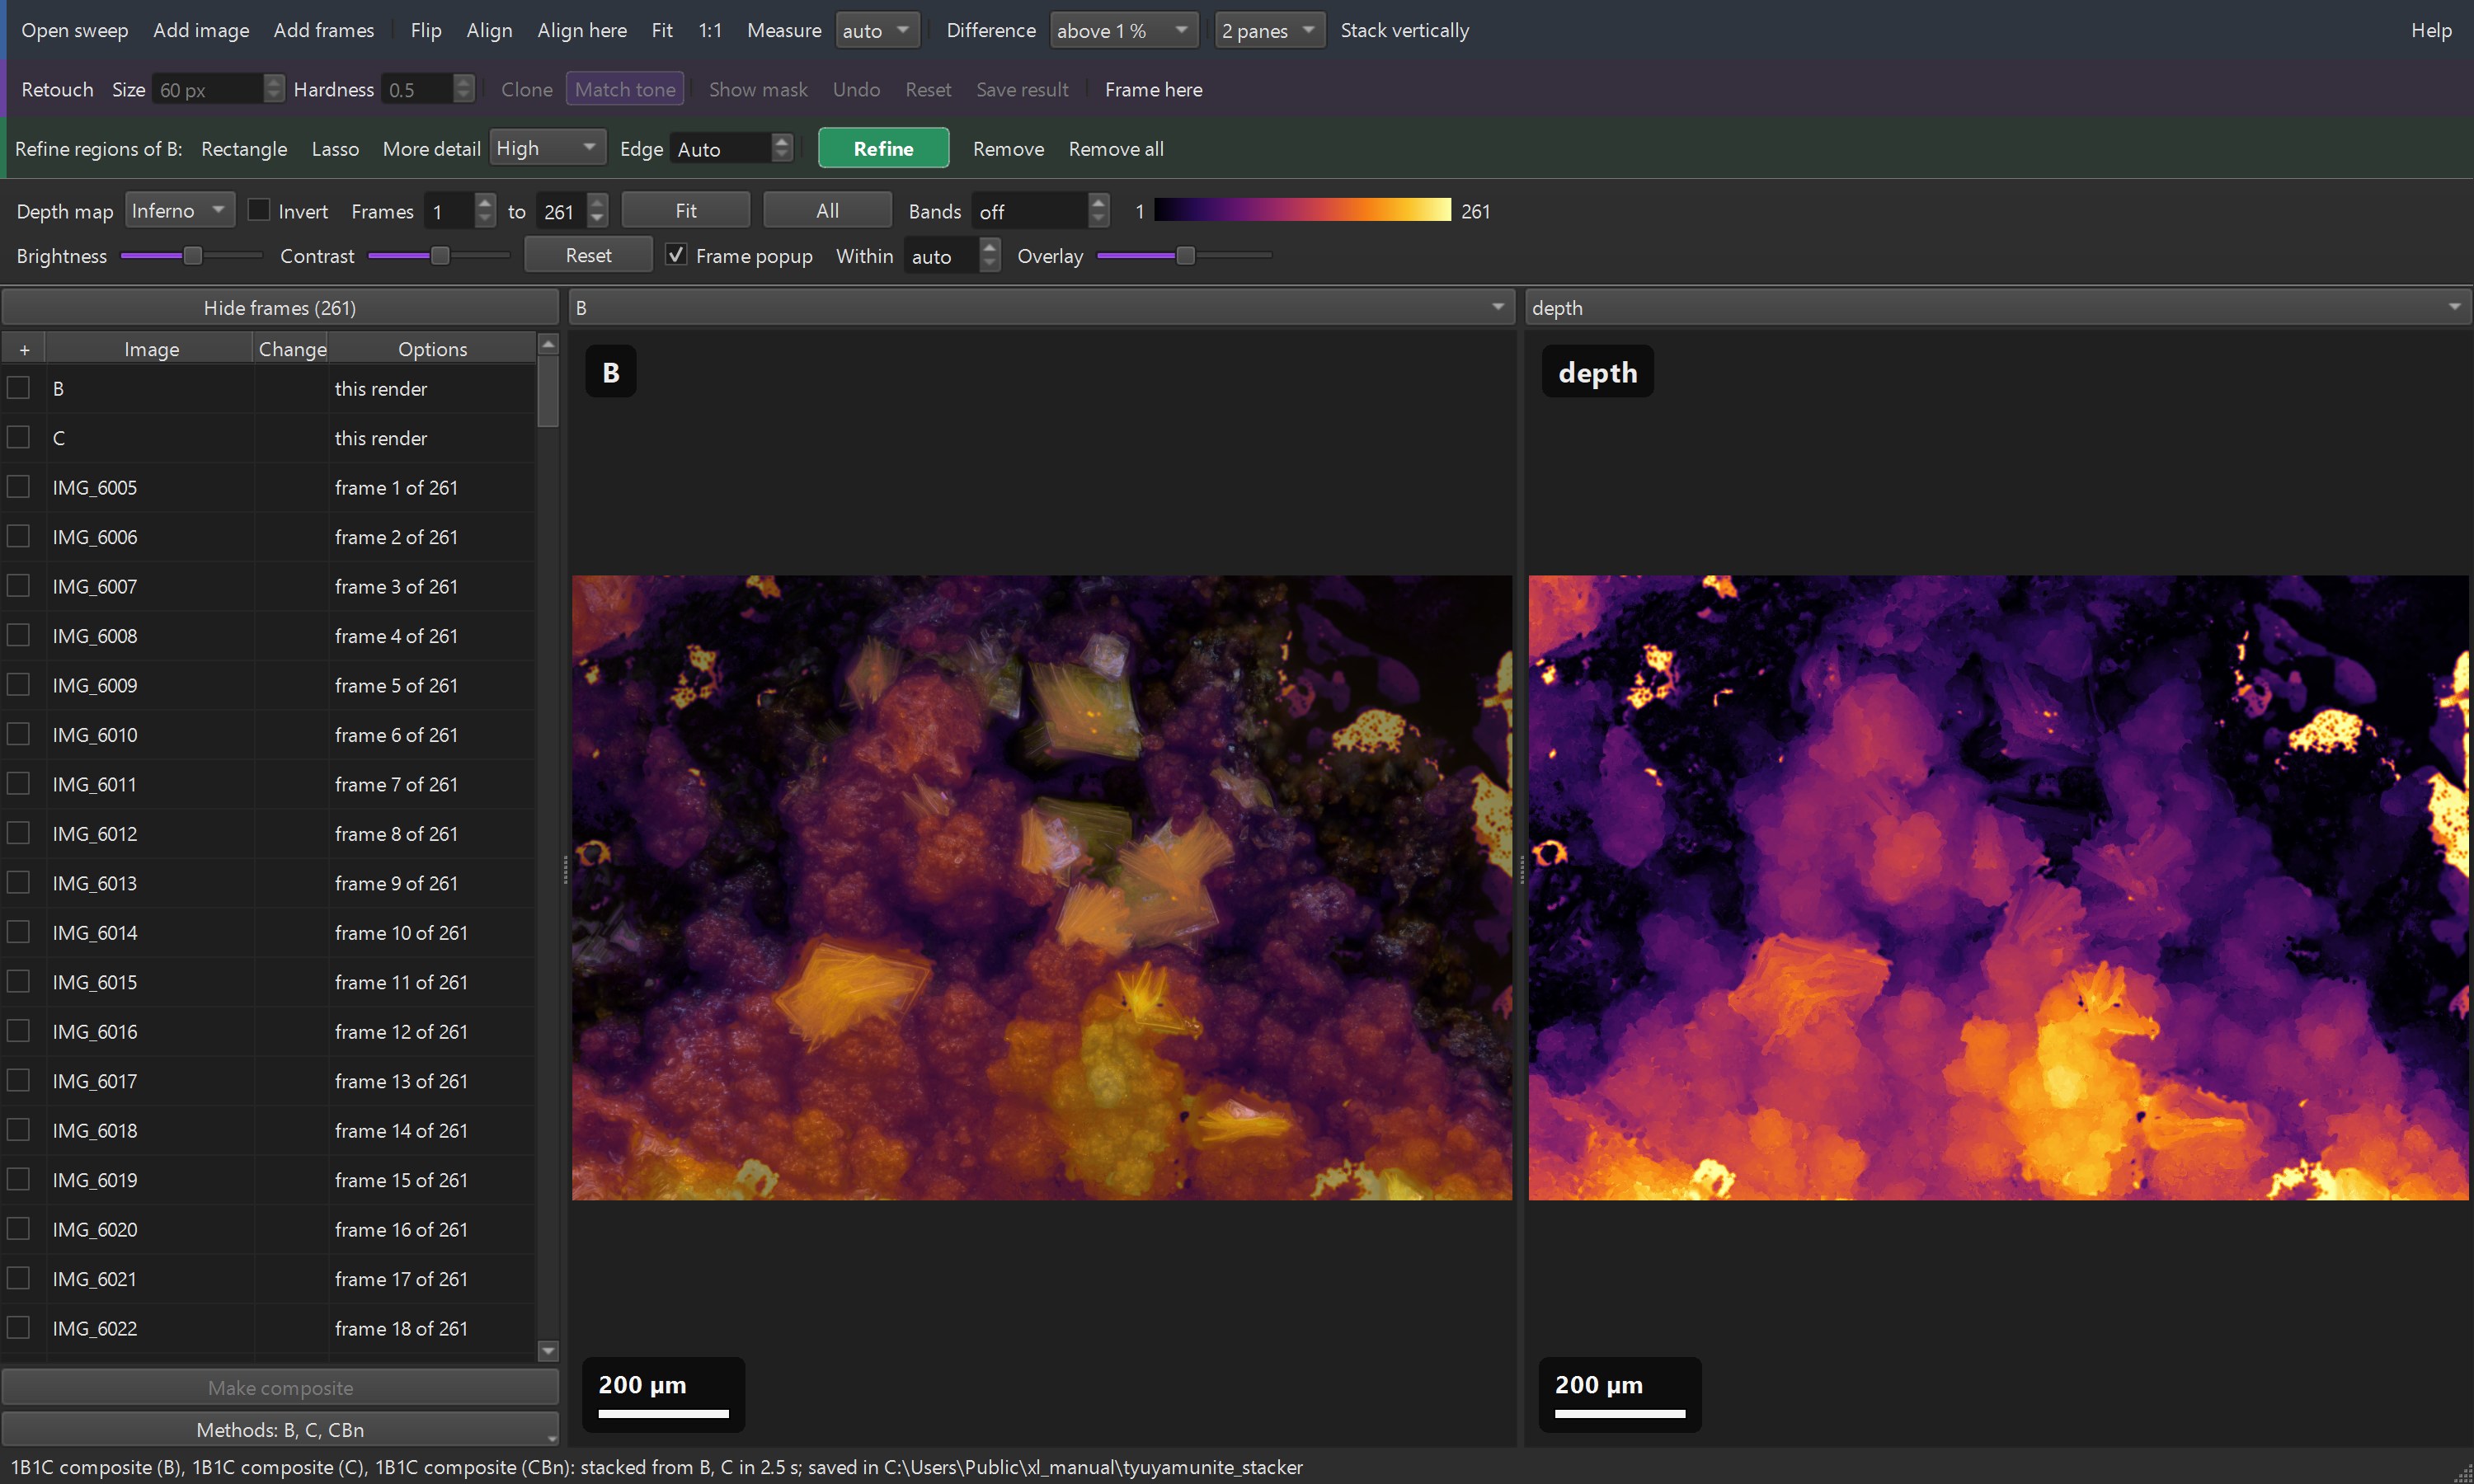 Open sweep Add image Add frames Flip Align Align here Fit 1:1 Measure auto Difference above 1 % 2 panes Stack vertically Help
Retouch Size 60 px Hardness 0.5 Clone Match tone Show mask Undo Reset Save result Frame here
Refine regions of B: Rectangle Lasso More detail High Edge Auto Refine Remove Remove all
Depth map Inferno Invert Frames 1 to 261 Fit All Bands off 1 261
Brightness Contrast Reset Frame popup Within auto Overlay
Hide frames (261) B depth
+ Image Change Options
B depth
B this render
C this render
IMG_6005 frame 1 of 261
IMG_6006 frame 2 of 261
IMG_6007 frame 3 of 261
IMG_6008 frame 4 of 261
IMG_6009 frame 5 of 261
IMG_6010 frame 6 of 261
IMG_6011 frame 7 of 261
IMG_6012 frame 8 of 261
IMG_6013 frame 9 of 261
IMG_6014 frame 10 of 261
IMG_6015 frame 11 of 261
IMG_6016 frame 12 of 261
IMG_6017 frame 13 of 261
IMG_6018 frame 14 of 261
IMG_6019 frame 15 of 261
IMG_6020 frame 16 of 261
IMG_6021 frame 17 of 261
IMG_6022 frame 18 of 261
200 µm 200 µm
Make composite
Methods: B, C, CBn
1B1C composite (B), 1B1C composite (C), 1B1C composite (CBn): stacked from B, C in 2.5 s; saved in C:\Users\Public\xl_manual\tyuyamunite_stacker